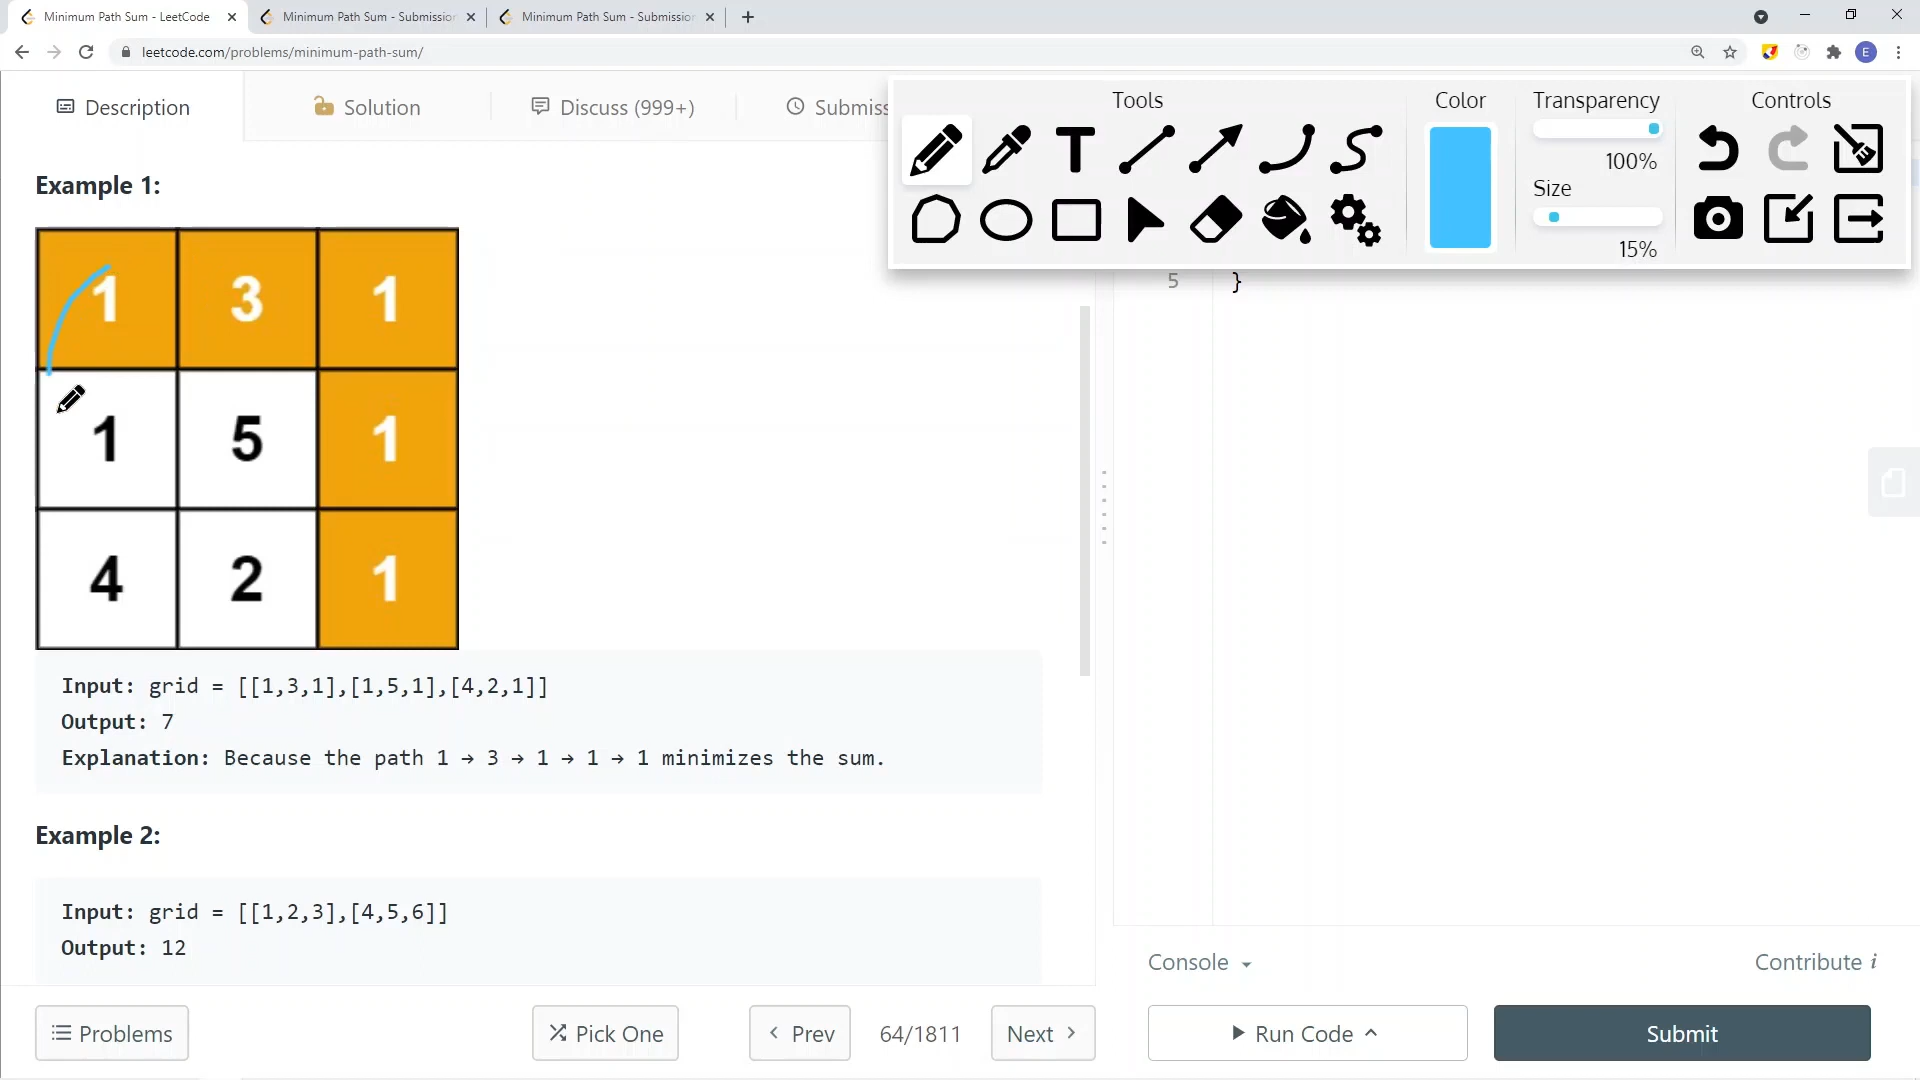 Minimum Path Sum - LeetCode
Minimum Path Sum - Submission
Minimum Path Sum - Submission
leetcode.com/problems/minimum-path-sum/
E
Description
Solution
Discuss (999+)
Submiss
Tools
Color
Transparency
Controls
100%
Size
15%
T
Example 1:
1 3 1
1 5 1
4 2 1
Input: grid = [[1,3,1],[1,5,1],[4,2,1]]
Output: 7
Explanation: Because the path 1 → 3 → 1 → 1 → 1 minimizes the sum.
Example 2:
Input: grid = [[1,2,3],[4,5,6]]
Output: 12
5 }
Console
Contribute i
Problems
Pick One
Prev
64/1811
Next
Run Code
Submit